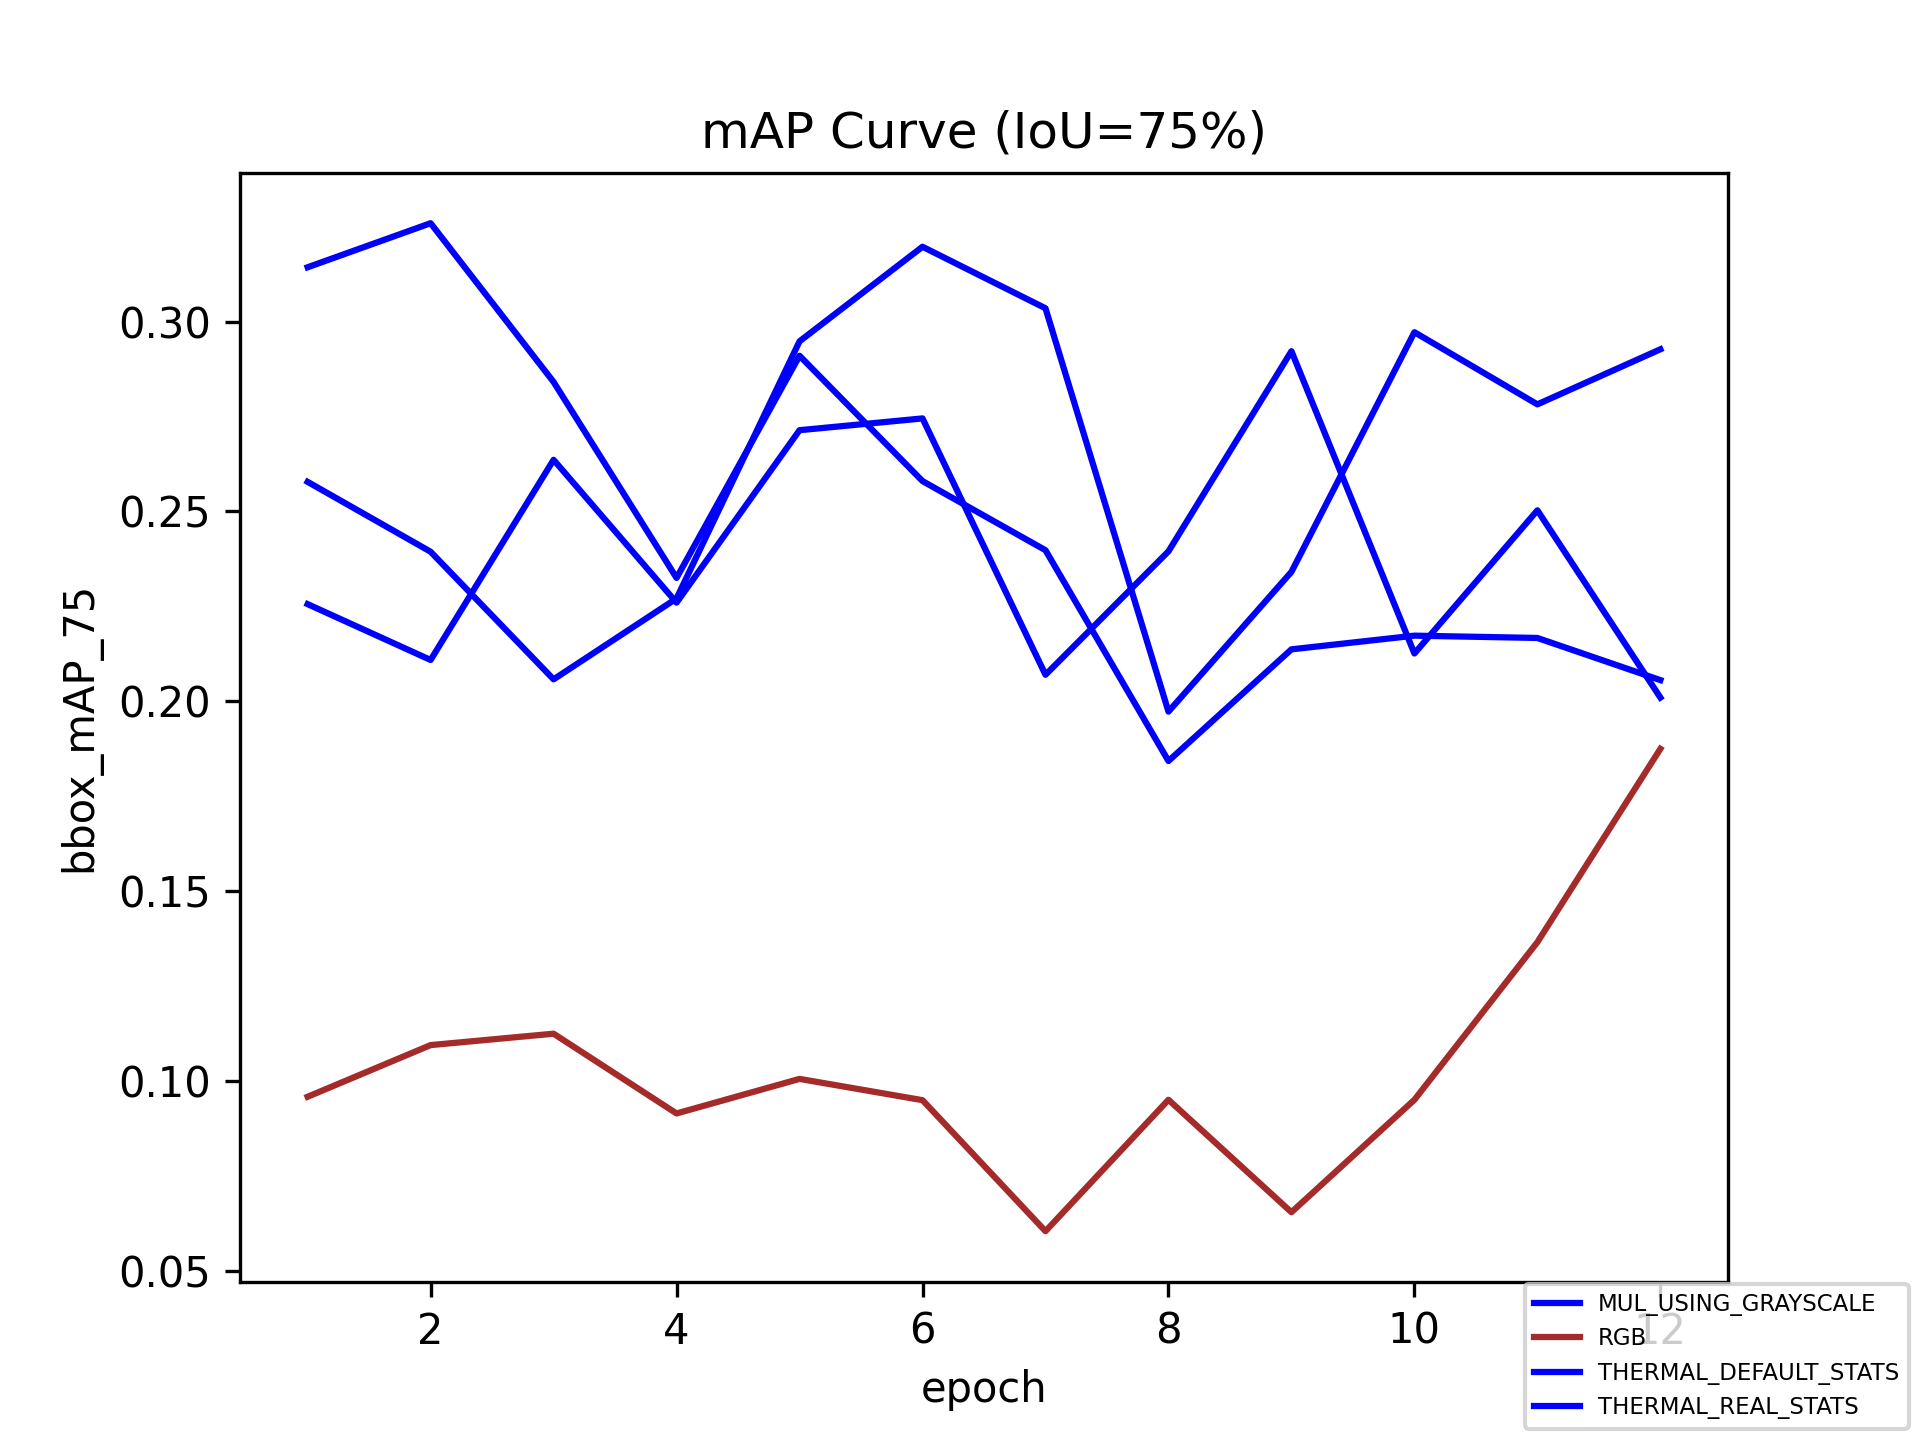 mAP Curve (IoU=75%)
bbox_mAP_75
0.30
0.25
0.20
0.15
0.10
0.05
2 4 6 8 10 12
epoch
MUL_USING_GRAYSCALE
RGB
THERMAL_DEFAULT_STATS
THERMAL_REAL_STATS